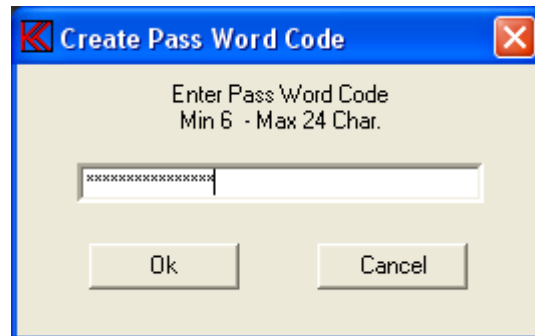 Create Pass Word Code
Enter Pass Word Code
Min 6 - Max 24 Char.
****************
Ok
Cancel